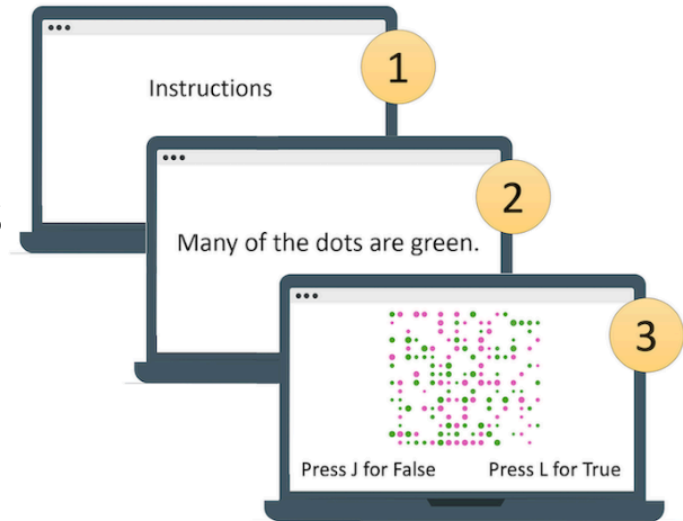 Instructions
1
Many of the dots are green.
2
3
Press J for False Press L for True